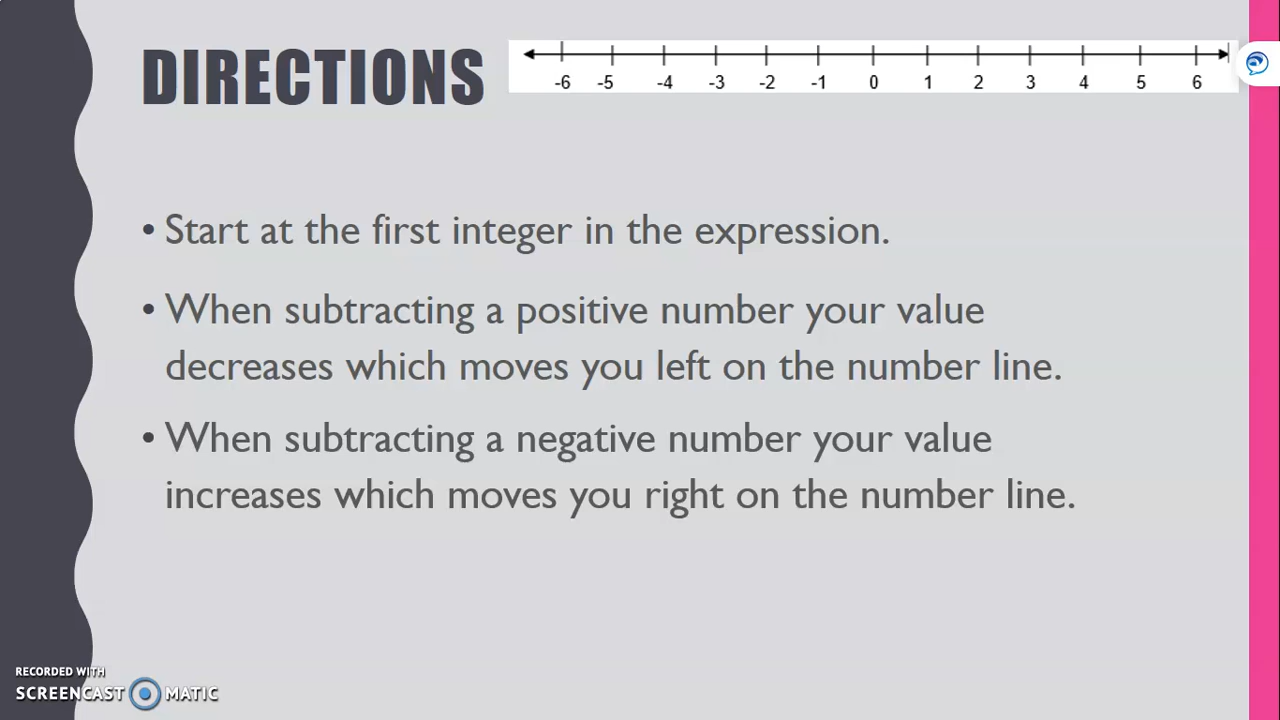 DIRECTIONS
-6 -5 -4 -3 -2 -1 0 1 2 3 4 5 6
• Start at the first integer in the expression.
• When subtracting a positive number your value
decreases which moves you left on the number line.
• When subtracting a negative number your value
increases which moves you right on the number line.
RECORDED WITH
SCREENCAST MATIC